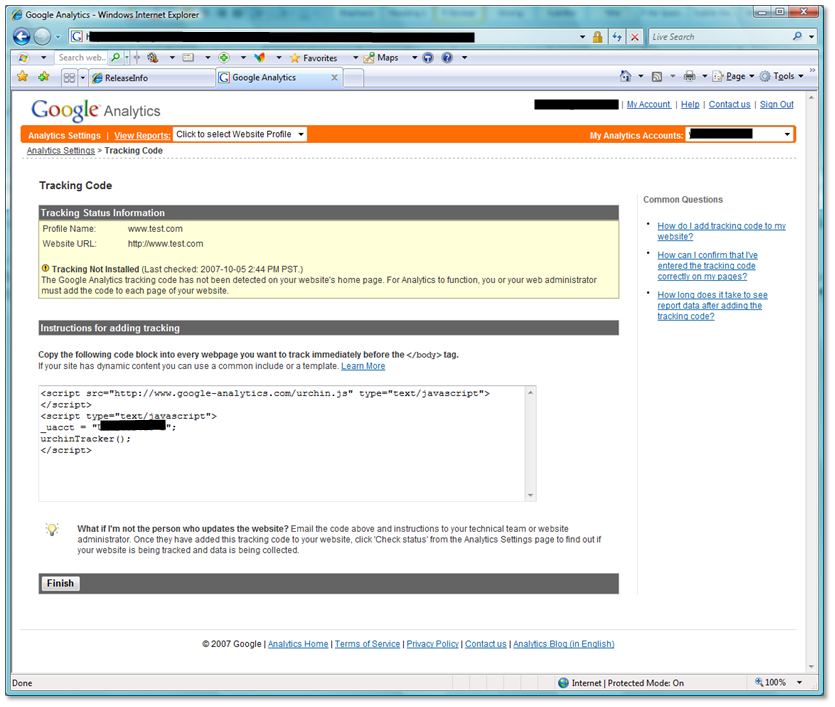 Google Analytics - Windows Internet Explorer
Live Search
Search web..
Favorites
Maps
ReleaseInfo
Google Analytics
Page
Tools
Google Analytics
| My Account | Help | Contact us | Sign Out
Analytics Settings | View Reports: Click to select Website Profile
My Analytics Accounts:
Analytics Settings > Tracking Code
Tracking Code
Tracking Status Information
Profile Name: www.test.com
Website URL: http://www.test.com
Tracking Not Installed (Last checked: 2007-10-05 2:44 PM PST.)
The Google Analytics tracking code has not been detected on your website's home page. For Analytics to function, you or your web administrator
must add the code to each page of your website.
Instructions for adding tracking
Copy the following code block into every webpage you want to track immediately before the </body> tag.
If your site has dynamic content you can use a common include or a template. Learn More
<script src="http://www.google-analytics.com/urchin.js" type="text/javascript">
</script>
<script type="text/javascript">
_uacct = "";
urchinTracker();
</script>
What if I'm not the person who updates the website? Email the code above and instructions to your technical team or website
administrator. Once they have added this tracking code to your website, click 'Check status' from the Analytics Settings page to find out if
your website is being tracked and data is being collected.
Finish
Common Questions
• How do I add tracking code to my
website?
• How can I confirm that I've
entered the tracking code
correctly on my pages?
• How long does it take to see
report data after adding the
tracking code?
© 2007 Google | Analytics Home | Terms of Service | Privacy Policy | Contact us | Analytics Blog (in English)
Done
Internet | Protected Mode: On
100%